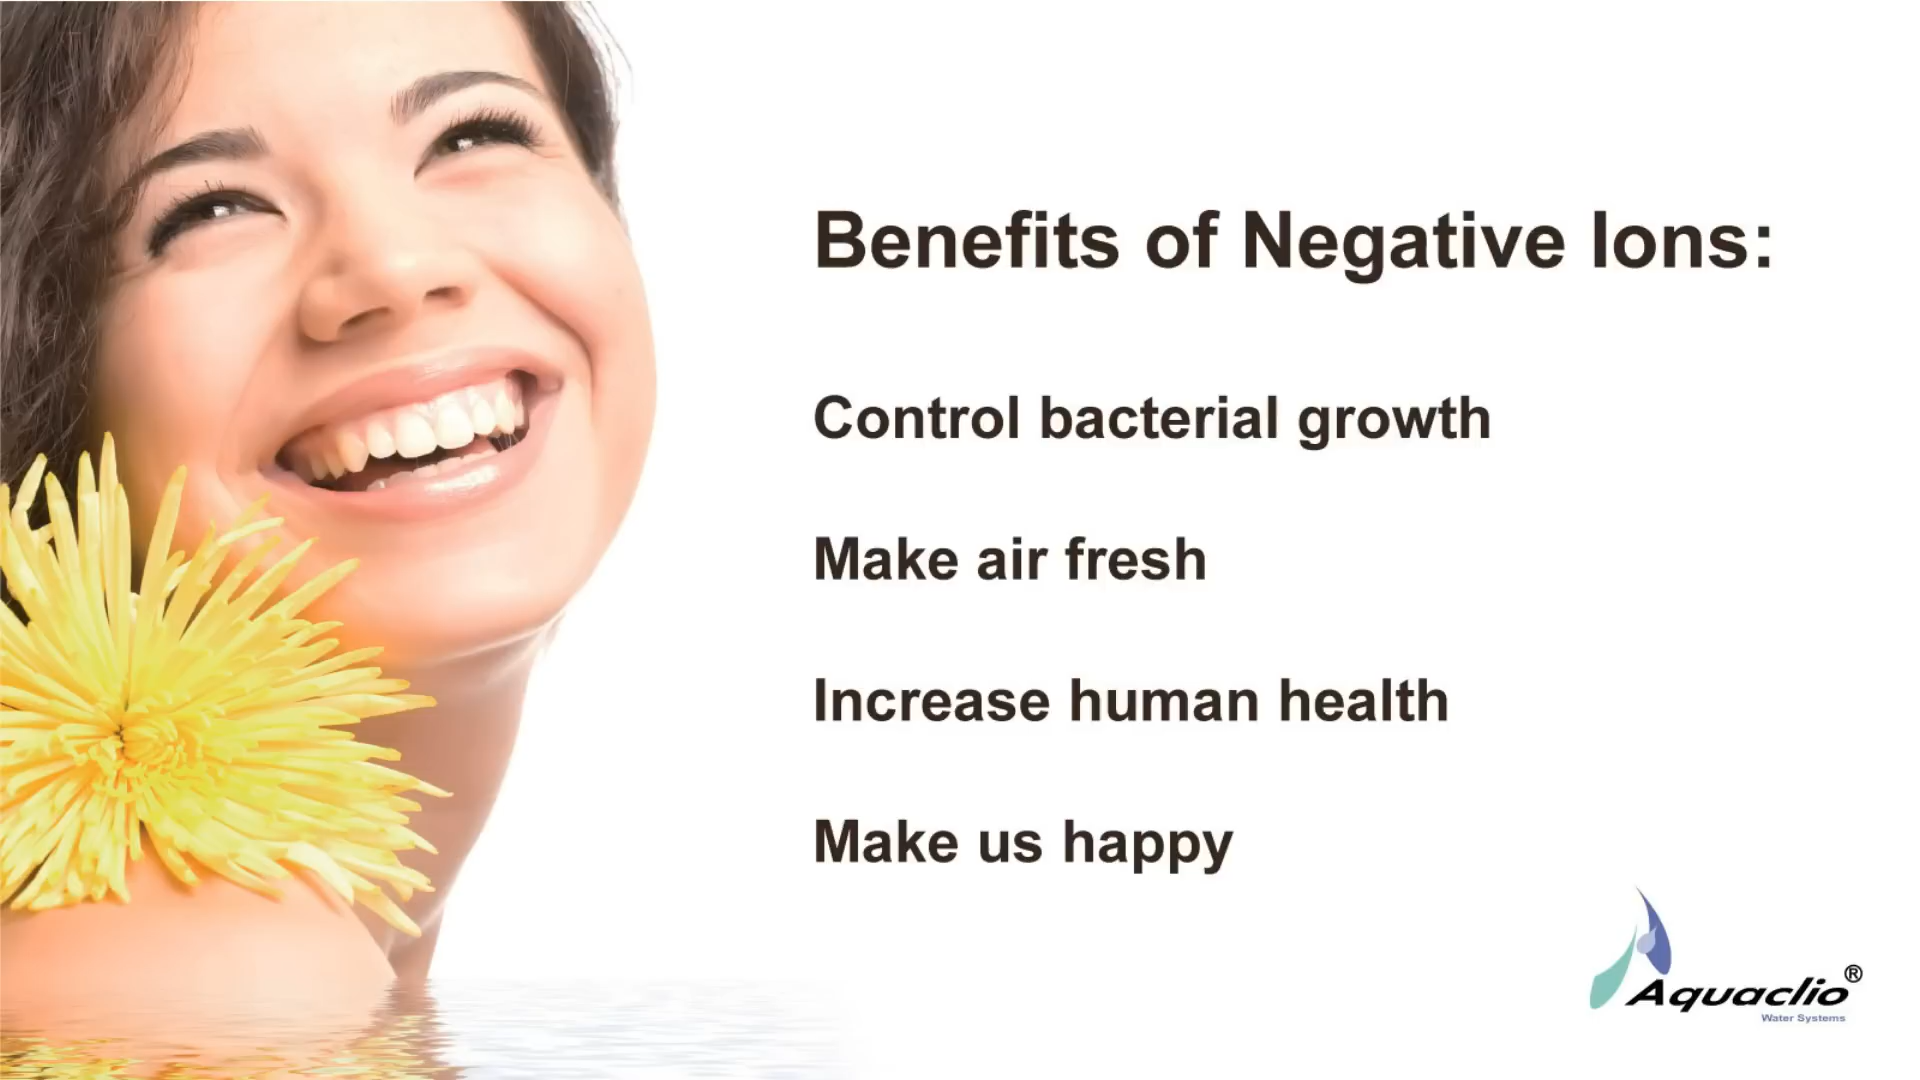 Benefits of Negative Ions:
Control bacterial growth
Make air fresh
Increase human health
Make us happy
Aquaclio®
Water Systems